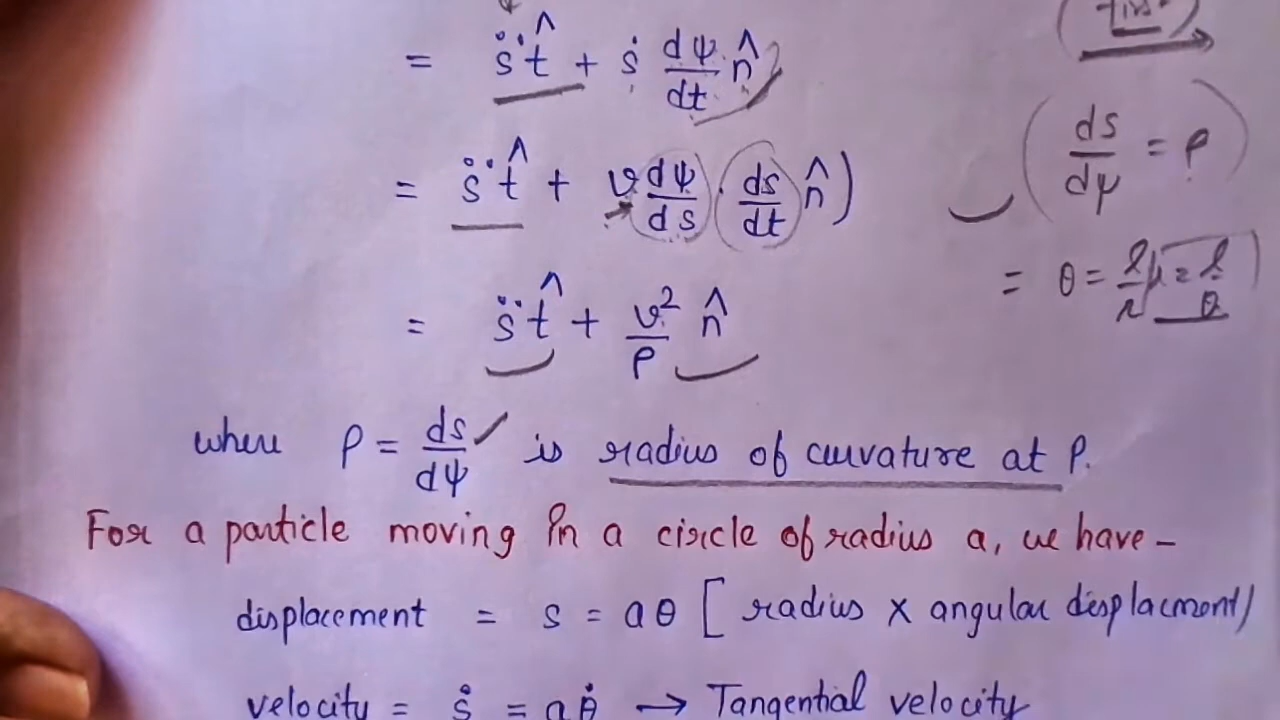 = s̈ t̂ + ṡ dψ/dt n̂
= s̈ t̂ + v dψ/ds · ds/dt n̂)
(ds/dψ = ρ)
= s̈ t̂ + v²/ρ n̂
= θ = l/r
where ρ = ds/dψ is radius of curvature at P.
For a particle moving in a circle of radius a, we have –
displacement = s = aθ [ radius × angular displacment)
velocity = ṡ = aθ̇ → Tangential velocity